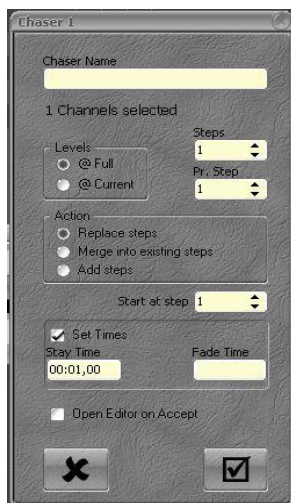 Chaser 1
Chaser Name
1 Channels selected
Levels
@ Full
@ Current
Steps
1
Pr. Step
1
Action
Replace steps
Merge into existing steps
Add steps
Start at step 1
Set Times
Stay Time Fade Time
00:01,00
Open Editor on Accept